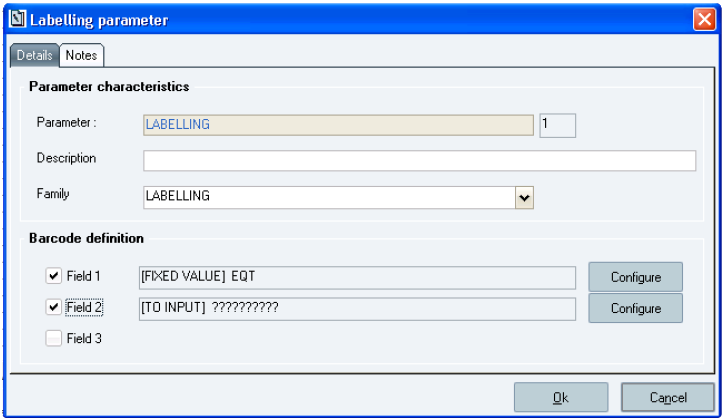 Labelling parameter
Details Notes
Parameter characteristics
Parameter : LABELLING 1
Description
Family LABELLING
Barcode definition
Field 1 [FIXED VALUE] EQT Configure
Field 2 [TO INPUT] ?????????? Configure
Field 3
Ok Cancel